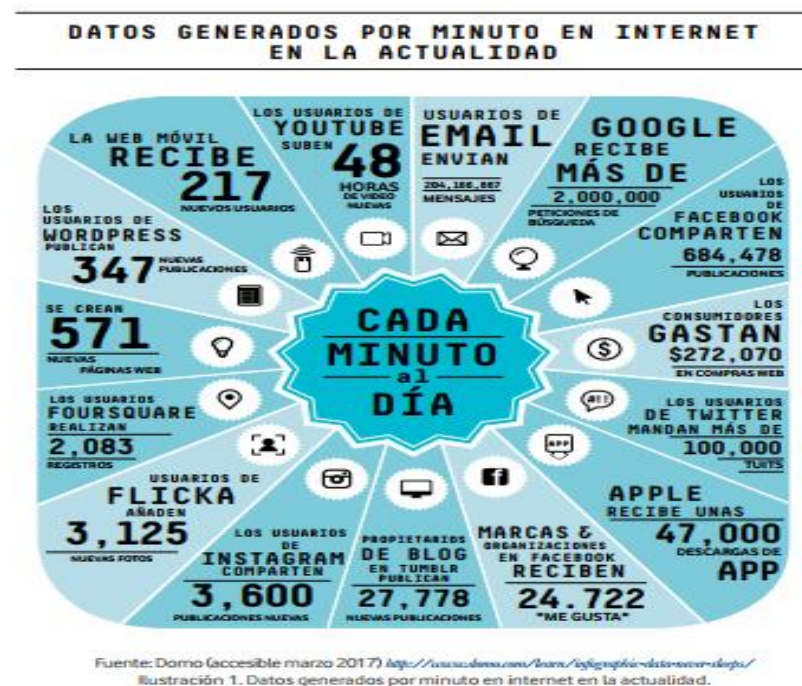 DATOS GENERADOS POR MINUTO EN INTERNET
EN LA ACTUALIDAD
LA WEB MÓVIL
RECIBE
217
NUEVOS USUARIOS
LOS USUARIOS DE
YOUTUBE
SUBEN
48
HORAS
DE VIDEO
NUEVAS
USUARIOS DE
EMAIL
ENVIAN
204,166,667
MENSAJES
GOOGLE
RECIBE
MÁS DE
2,000,000
PETICIONES DE
BÚSQUEDA
LOS
USUARIOS
DE
FACEBOOK
COMPARTEN
684,478
PUBLICACIONES
LOS
CONSUMIDORES
GASTAN
$272,070
EN COMPRAS WEB
LOS USUARIOS
DE TWITTER
MANDAN MÁS DE
100,000
TUITS
APPLE
RECIBE UNAS
47,000
DESCARGAS DE
APP
MARCAS &
ORGANIZACIONES
EN FACEBOOK
RECIBEN
24.722
"ME GUSTA"
PROPIETARIOS
DE BLOG
EN TUMBLR
PUBLICAN
27,778
NUEVAS PUBLICACIONES
LOS USUARIOS
DE
INSTAGRAM
COMPARTEN
3,600
PUBLICACIONES NUEVAS
USUARIOS DE
FLICKA
AÑADEN
3,125
NUEVAS FOTOS
LOS USUARIOS
FOURSQUARE
REALIZAN
2,083
REGISTROS
SE CREAN
571
NUEVAS
PÁGINAS WEB
LOS
USUARIOS DE
WORDPRESS
PUBLICAN
347
NUEVAS
PUBLICACIONES
CADA
MINUTO
al
DÍA
APP
Fuente: Domo (accesible marzo 2017)
Ilustración 1. Datos generados por minuto en internet en la actualidad.